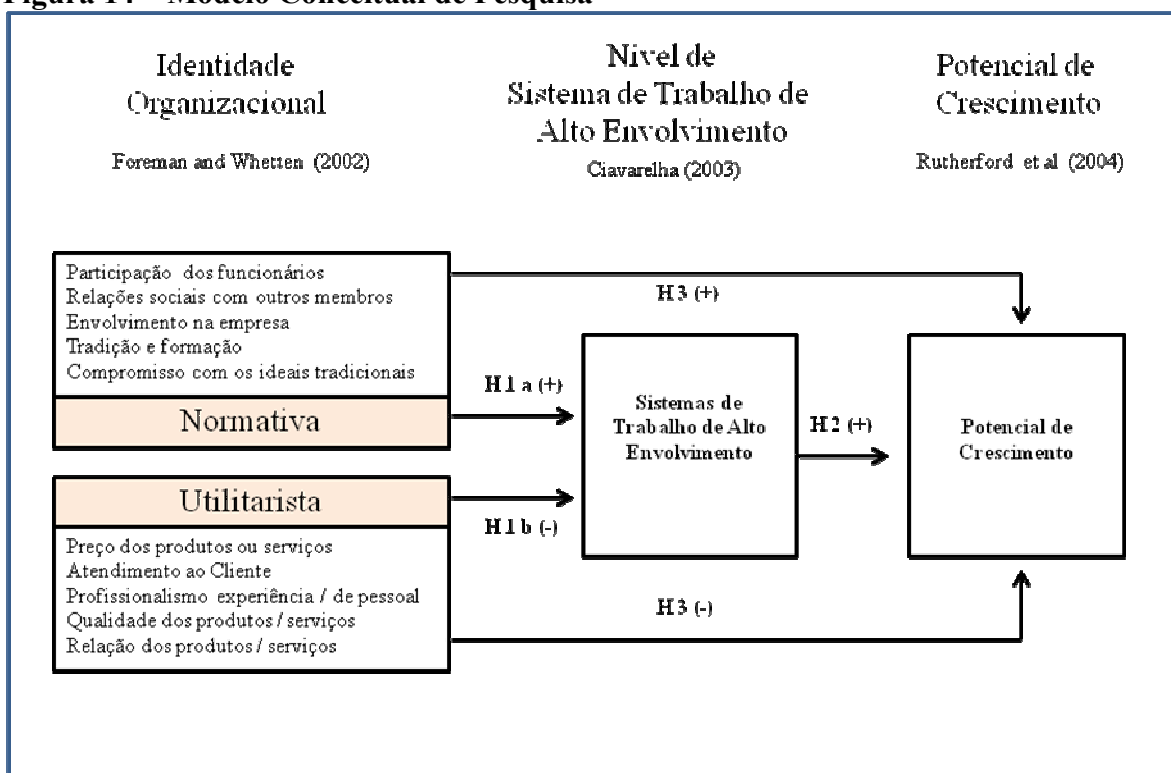 Figura 14 – Modelo Conceitual de Pesquisa
Identidade
Organizacional
Foreman and Whetten (2002)
Nivel de
Sistema de Trabalho de
Alto Envolvimento
Ciavarelha (2003)
Potencial de
Crescimento
Rutherford et al (2004)
Participação dos funcionários
Relações sociais com outros membros
Envolvimento na empresa
Tradição e formação
Compromisso com os ideais tradicionais
Normativa
Utilitarista
Preço dos produtos ou serviços
Atendimento ao Cliente
Profissionalismo experiência / de pessoal
Qualidade dos produtos / serviços
Relação dos produtos / serviços
H3 (+)
H1 a (+)
H1 b (-)
Sistemas de
Trabalho de Alto
Envolvimento
H2 (+)
Potencial de
Crescimento
H3 (-)